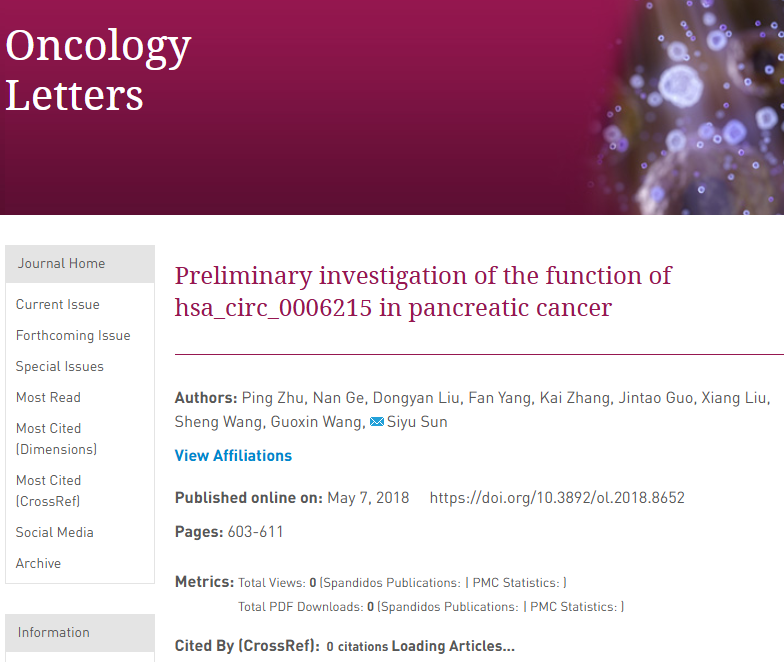 Oncology
Letters
Journal Home
Current Issue
Forthcoming Issue
Special Issues
Most Read
Most Cited
(Dimensions)
Most Cited
(CrossRef)
Social Media
Archive
Information
Preliminary investigation of the function of
hsa_circ_0006215 in pancreatic cancer
Authors: Ping Zhu, Nan Ge, Dongyan Liu, Fan Yang, Kai Zhang, Jintao Guo, Xiang Liu,
Sheng Wang, Guoxin Wang, Siyu Sun
View Affiliations
Published online on: May 7, 2018 https://doi.org/10.3892/ol.2018.8652
Pages: 603-611
Metrics: Total Views: 0 (Spandidos Publications: | PMC Statistics: )
Total PDF Downloads: 0 (Spandidos Publications: | PMC Statistics: )
Cited By (CrossRef): 0 citations Loading Articles...